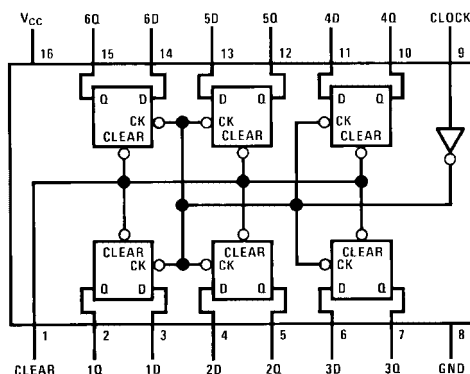 V_CC 6Q 6D 5D 5Q 4D 4Q CLOCK
16 15 14 13 12 11 10 9
Q D D Q D Q
CK CK CK
CLEAR CLEAR CLEAR
CLEAR CLEAR CLEAR
CK CK CK
Q D D Q D Q
1 2 3 4 5 6 7 8
CLEAR 1Q 1D 2D 2Q 3D 3Q GND